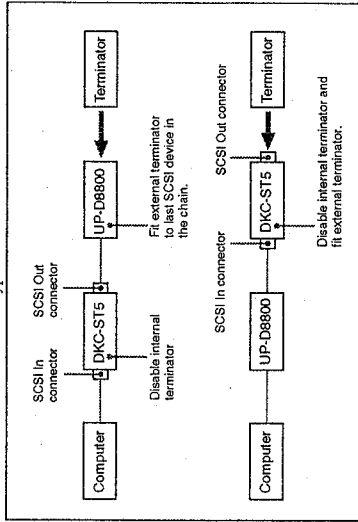 SCSI In
connector
SCSI Out
connector
Computer
DKC-ST5
UP-D8800
Terminator
Disable internal
terminator
Fit external terminator
to last SCSI device in
the chain.
SCSI In connector
SCSI Out connector
Computer
UP-D8800
DKC-ST5
Terminator
Disable internal terminator and
fit external terminator.